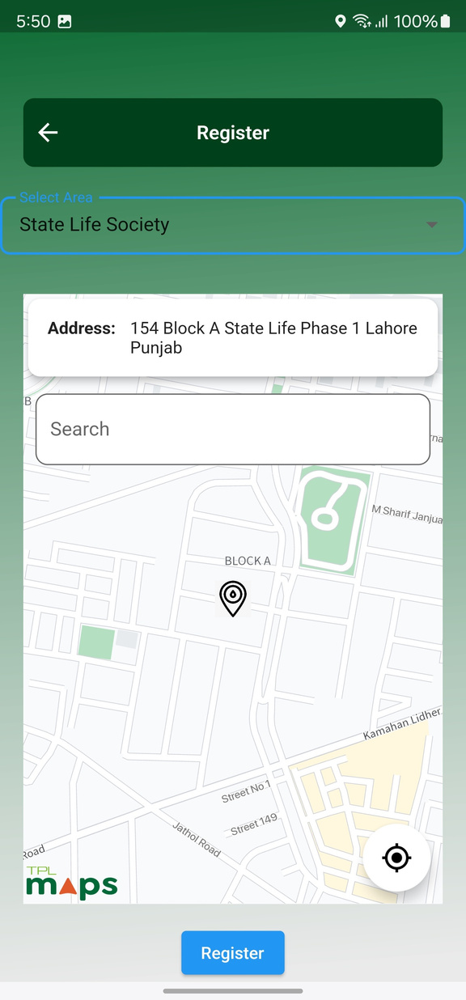 5:50
100%
Register
Select Area
State Life Society
Address: 154 Block A State Life Phase 1 Lahore
Punjab
B
Search
rna
M Sharif Janjua
BLOCK A
Kamahan Lidher
Street No 1
Street 149
Jathol Road
Road
TPL
maps
Register